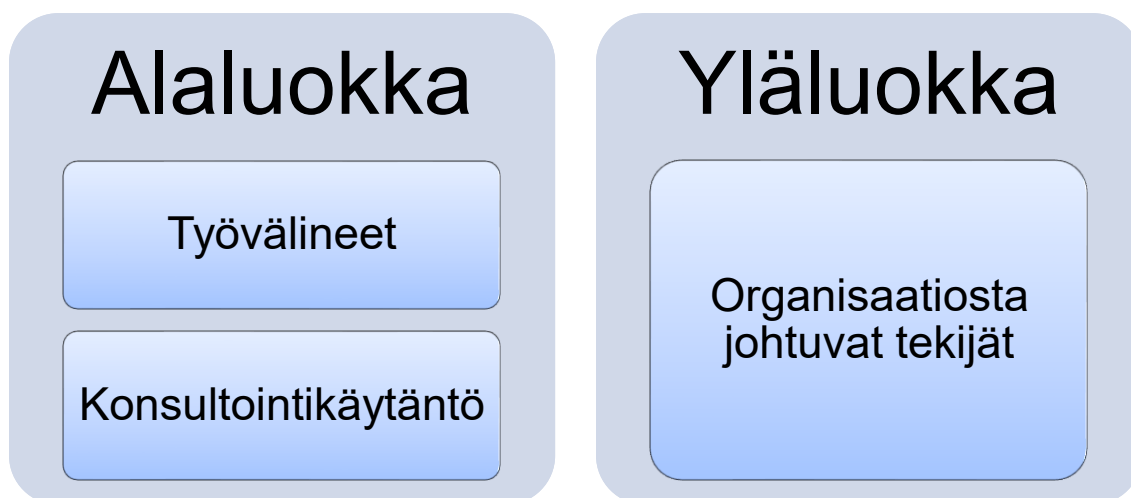 Alaluokka
Työvälineet
Konsultointikäytäntö
Yläluokka
Organisaatiosta
johtuvat tekijät